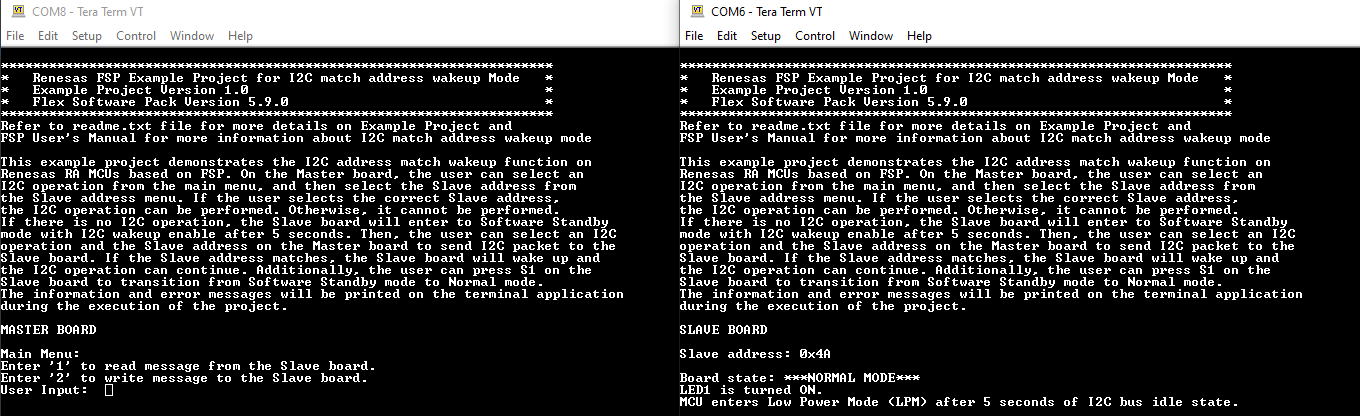 COM8 - Tera Term VT
File Edit Setup Control Window Help
*******************************************************************
*   Renesas FSP Example Project for I2C match address wakeup Mode   *
*   Example Project Version 1.0                                     *
*   Flex Software Pack Version 5.9.0                                *
*******************************************************************
Refer to readme.txt file for more details on Example Project and
FSP User's Manual for more information about I2C match address wakeup mode
This example project demonstrates the I2C address match wakeup function on
Renesas RA MCUs based on FSP. On the Master board, the user can select an
I2C operation from the main menu, and then select the Slave address from
the Slave address menu. If the user selects the correct Slave address,
the I2C operation can be performed. Otherwise, it cannot be performed.
If there is no I2C operation, the Slave board will enter to Software Standby
mode with I2C wakeup enable after 5 seconds. Then, the user can select an I2C
operation and the Slave address on the Master board to send I2C packet to the
Slave board. If the Slave address matches, the Slave board will wake up and
the I2C operation can continue. Additionally, the user can press S1 on the
Slave board to transition from Software Standby mode to Normal mode.
The information and error messages will be printed on the terminal application
during the execution of the project.
MASTER BOARD
Main Menu:
Enter '1' to read message from the Slave board.
Enter '2' to write message to the Slave board.
User Input:
COM6 - Tera Term VT
File Edit Setup Control Window Help
*******************************************************************
*   Renesas FSP Example Project for I2C match address wakeup Mode   *
*   Example Project Version 1.0                                     *
*   Flex Software Pack Version 5.9.0                                *
*******************************************************************
Refer to readme.txt file for more details on Example Project and
FSP User's Manual for more information about I2C match address wakeup mode
This example project demonstrates the I2C address match wakeup function on
Renesas RA MCUs based on FSP. On the Master board, the user can select an
I2C operation from the main menu, and then select the Slave address from
the Slave address menu. If the user selects the correct Slave address,
the I2C operation can be performed. Otherwise, it cannot be performed.
If there is no I2C operation, the Slave board will enter to Software Standby
mode with I2C wakeup enable after 5 seconds. Then, the user can select an I2C
operation and the Slave address on the Master board to send I2C packet to the
Slave board. If the Slave address matches, the Slave board will wake up and
the I2C operation can continue. Additionally, the user can press S1 on the
Slave board to transition from Software Standby mode to Normal mode.
The information and error messages will be printed on the terminal application
during the execution of the project.
SLAVE BOARD
Slave address: 0x4A
Board state: ***NORMAL MODE***
LED1 is turned ON.
MCU enters Low Power Mode (LPM) after 5 seconds of I2C bus idle state.